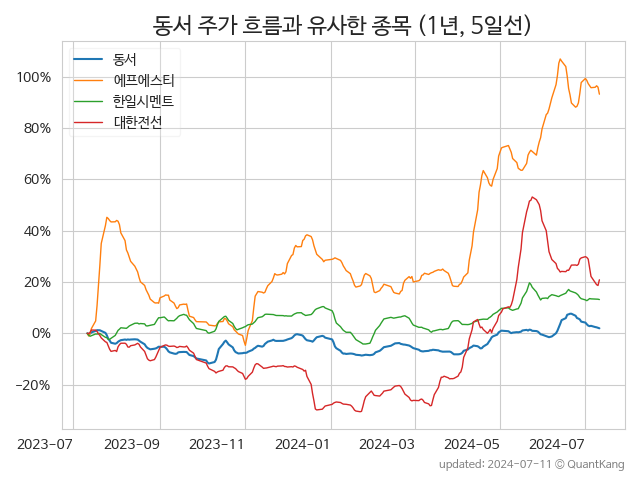 동서 주가 흐름과 유사한 종목 (1년, 5일선)
동서
에프에스티
한일시멘트
대한전선
100%
80%
60%
40%
20%
0%
−20%
2023-07 2023-09 2023-11 2024-01 2024-03 2024-05 2024-07
updated: 2024-07-11 © QuantKang